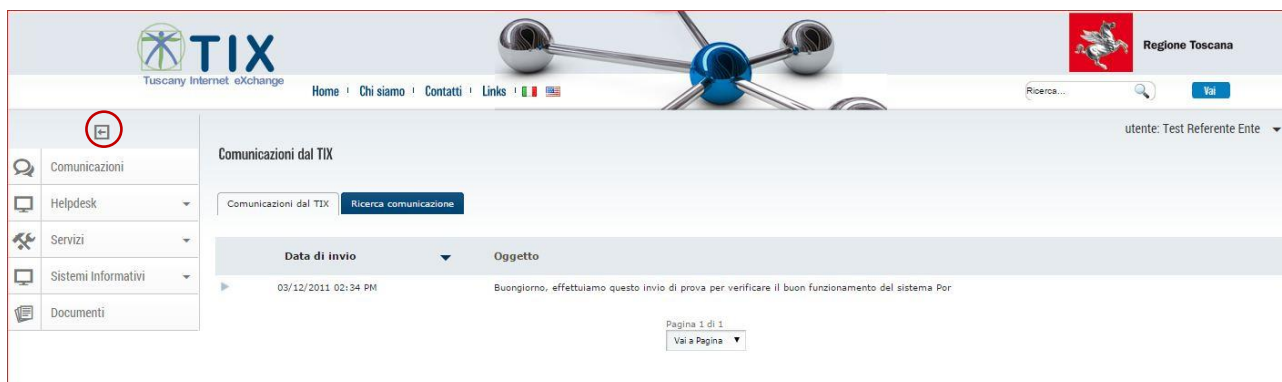 TIX
Tuscany Internet eXchange
Regione Toscana
Home Chi siamo Contatti Links
Ricerca... Vai
utente: Test Referente Ente
Comunicazioni
Helpdesk
Servizi
Sistemi Informativi
Documenti
Comunicazioni dal TIX
Comunicazioni dal TIX Ricerca comunicazione
Data di invio Oggetto
03/12/2011 02:34 PM Buongiorno, effettuiamo questo invio di prova per verificare il buon funzionamento del sistema Por
Pagina 1 di 1
Vai a Pagina